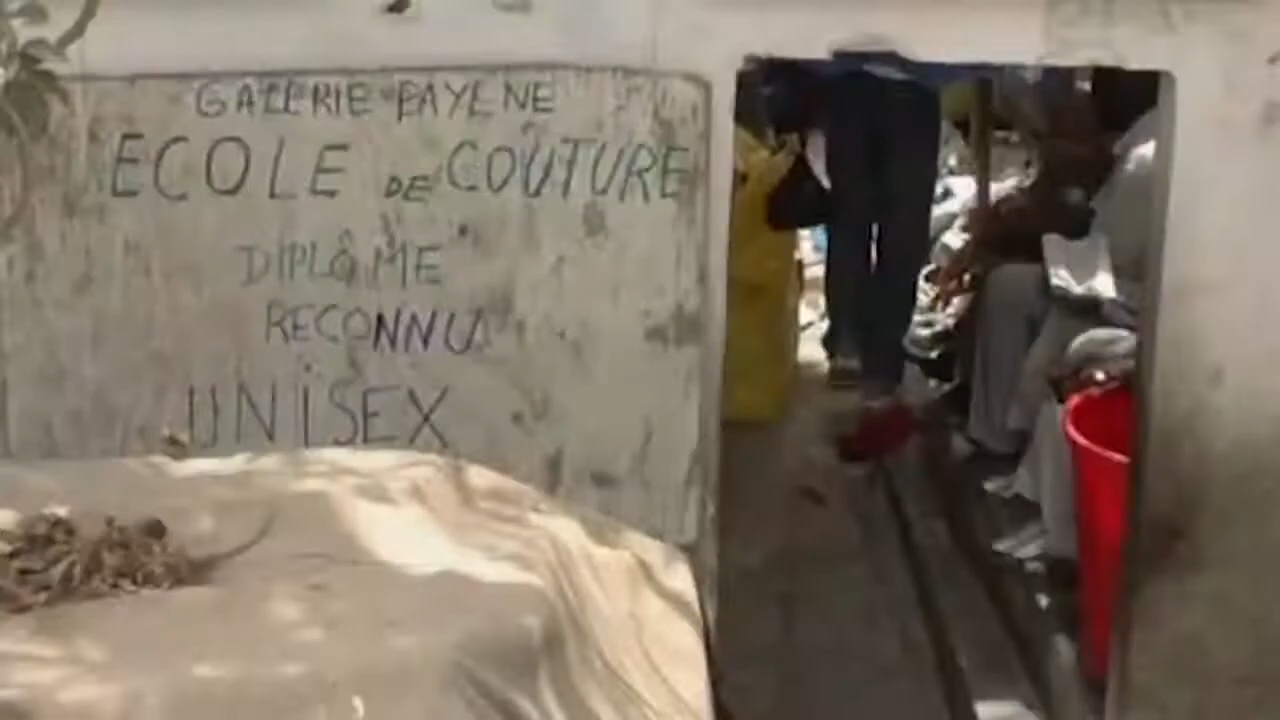 GALERIE PAYENE
ECOLE DE COUTURE
DIPLÔME
RECONNU
UNISEX